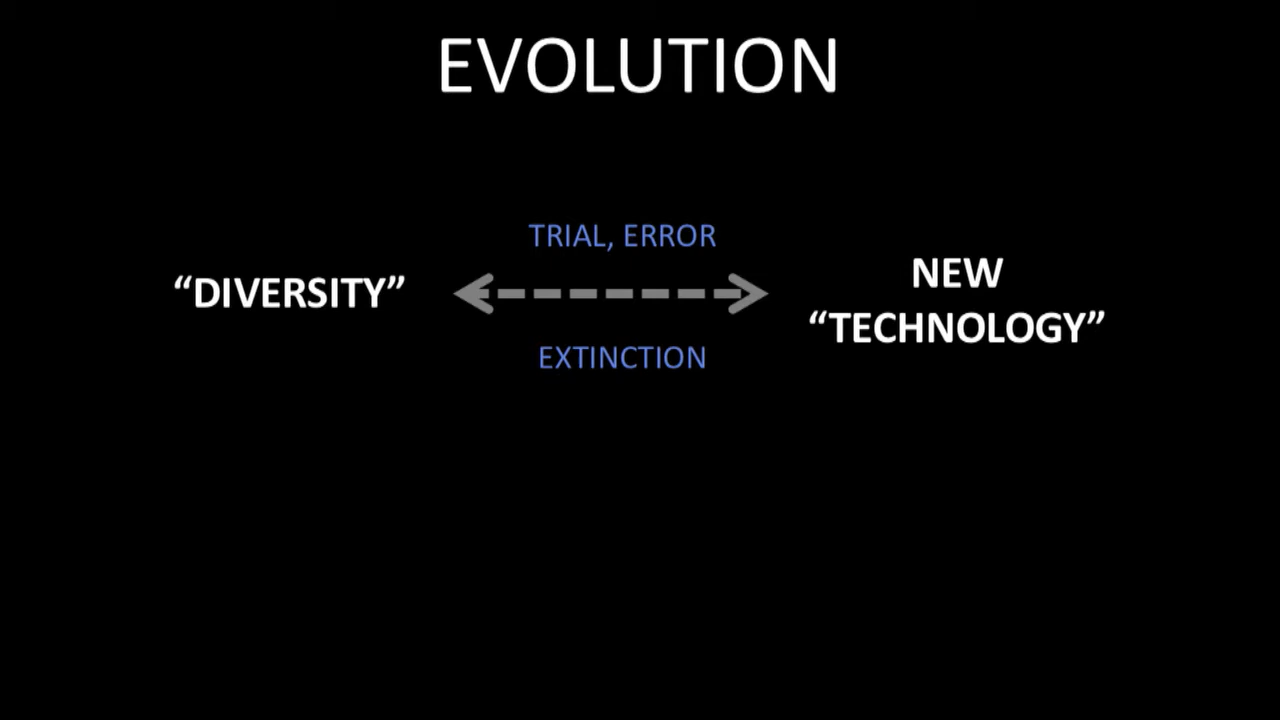 EVOLUTION
TRIAL, ERROR
“DIVERSITY”
NEW
“TECHNOLOGY”
EXTINCTION